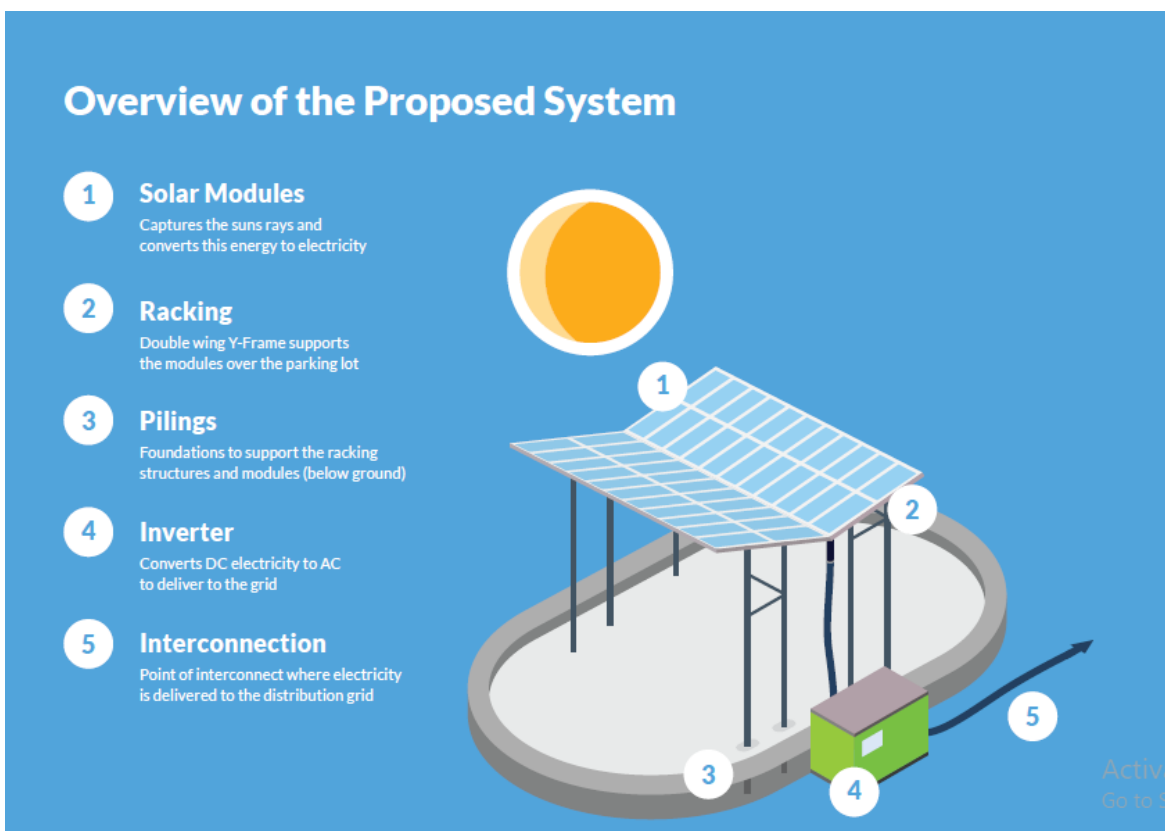 Overview of the Proposed System
1
Solar Modules
Captures the suns rays and
converts this energy to electricity
2
Racking
Double wing Y-Frame supports
the modules over the parking lot
3
Pilings
Foundations to support the racking
structures and modules (below ground)
4
Inverter
Converts DC electricity to AC
to deliver to the grid
5
Interconnection
Point of interconnect where electricity
is delivered to the distribution grid
1
2
3
4
5
Activ
Go to S